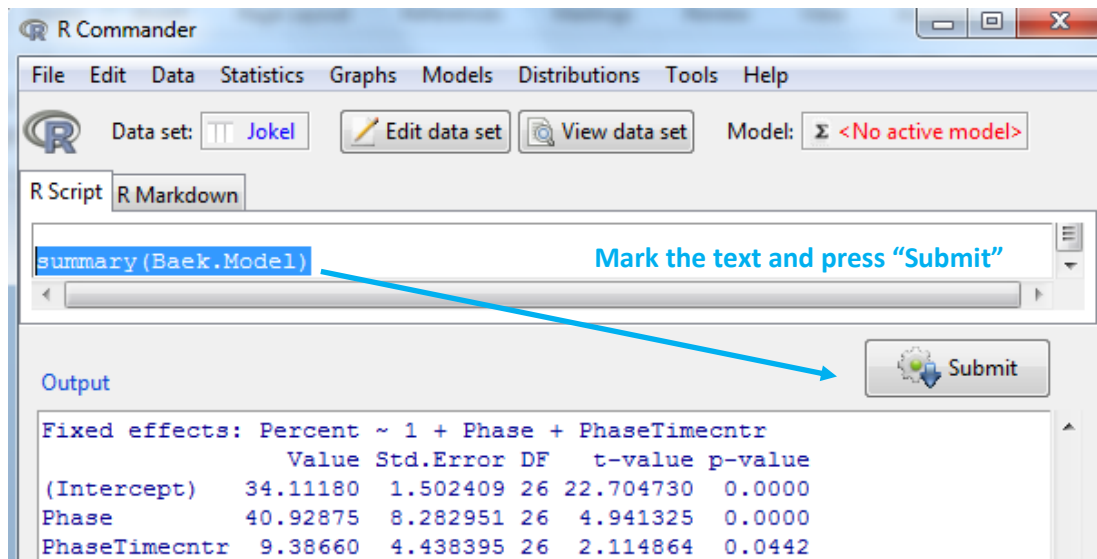 R Commander
File Edit Data Statistics Graphs Models Distributions Tools Help
R Data set: Jokel Edit data set View data set Model: Σ <No active model>
R Script R Markdown
summary(Baek.Model)
Mark the text and press “Submit”
Submit
Output
Fixed effects: Percent ~ 1 + Phase + PhaseTimecntr
Value Std.Error DF t-value p-value
(Intercept) 34.11180 1.502409 26 22.704730 0.0000
Phase 40.92875 8.282951 26 4.941325 0.0000
PhaseTimecntr 9.38660 4.438395 26 2.114864 0.0442